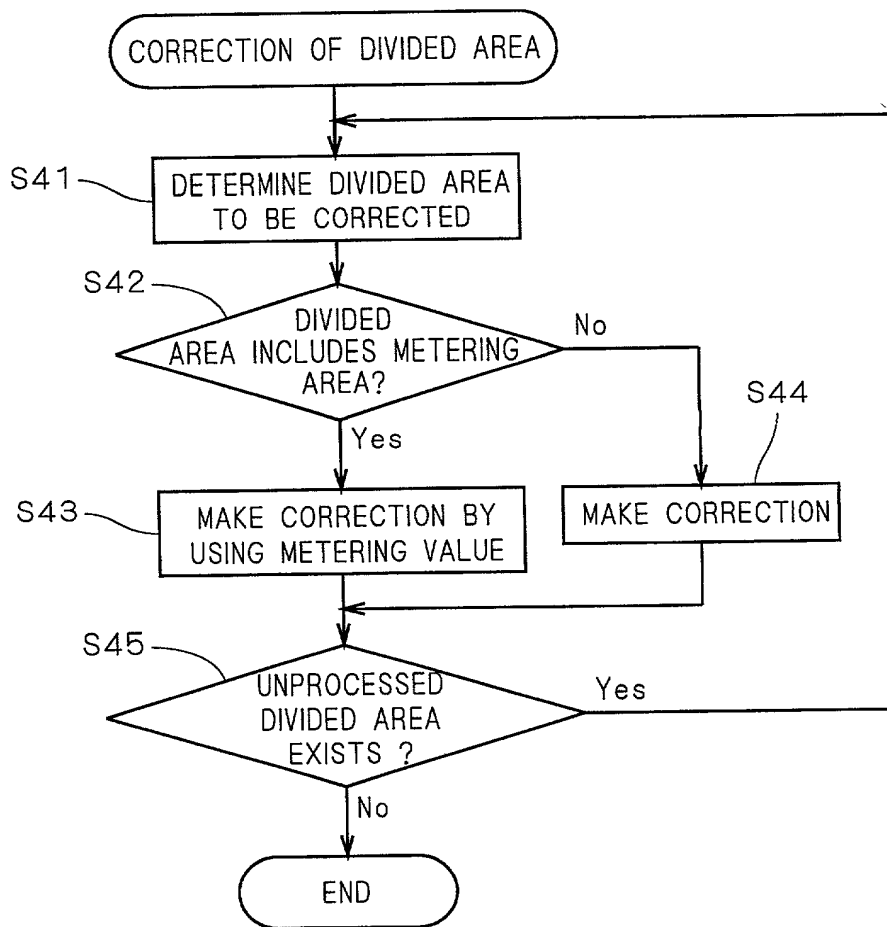 CORRECTION OF DIVIDED AREA
S41
DETERMINE DIVIDED AREA
TO BE CORRECTED
S42
DIVIDED
AREA INCLUDES METERING
AREA?
No
Yes
S44
S43
MAKE CORRECTION BY
USING METERING VALUE
MAKE CORRECTION
S45
UNPROCESSED
DIVIDED AREA
EXISTS ?
Yes
No
END